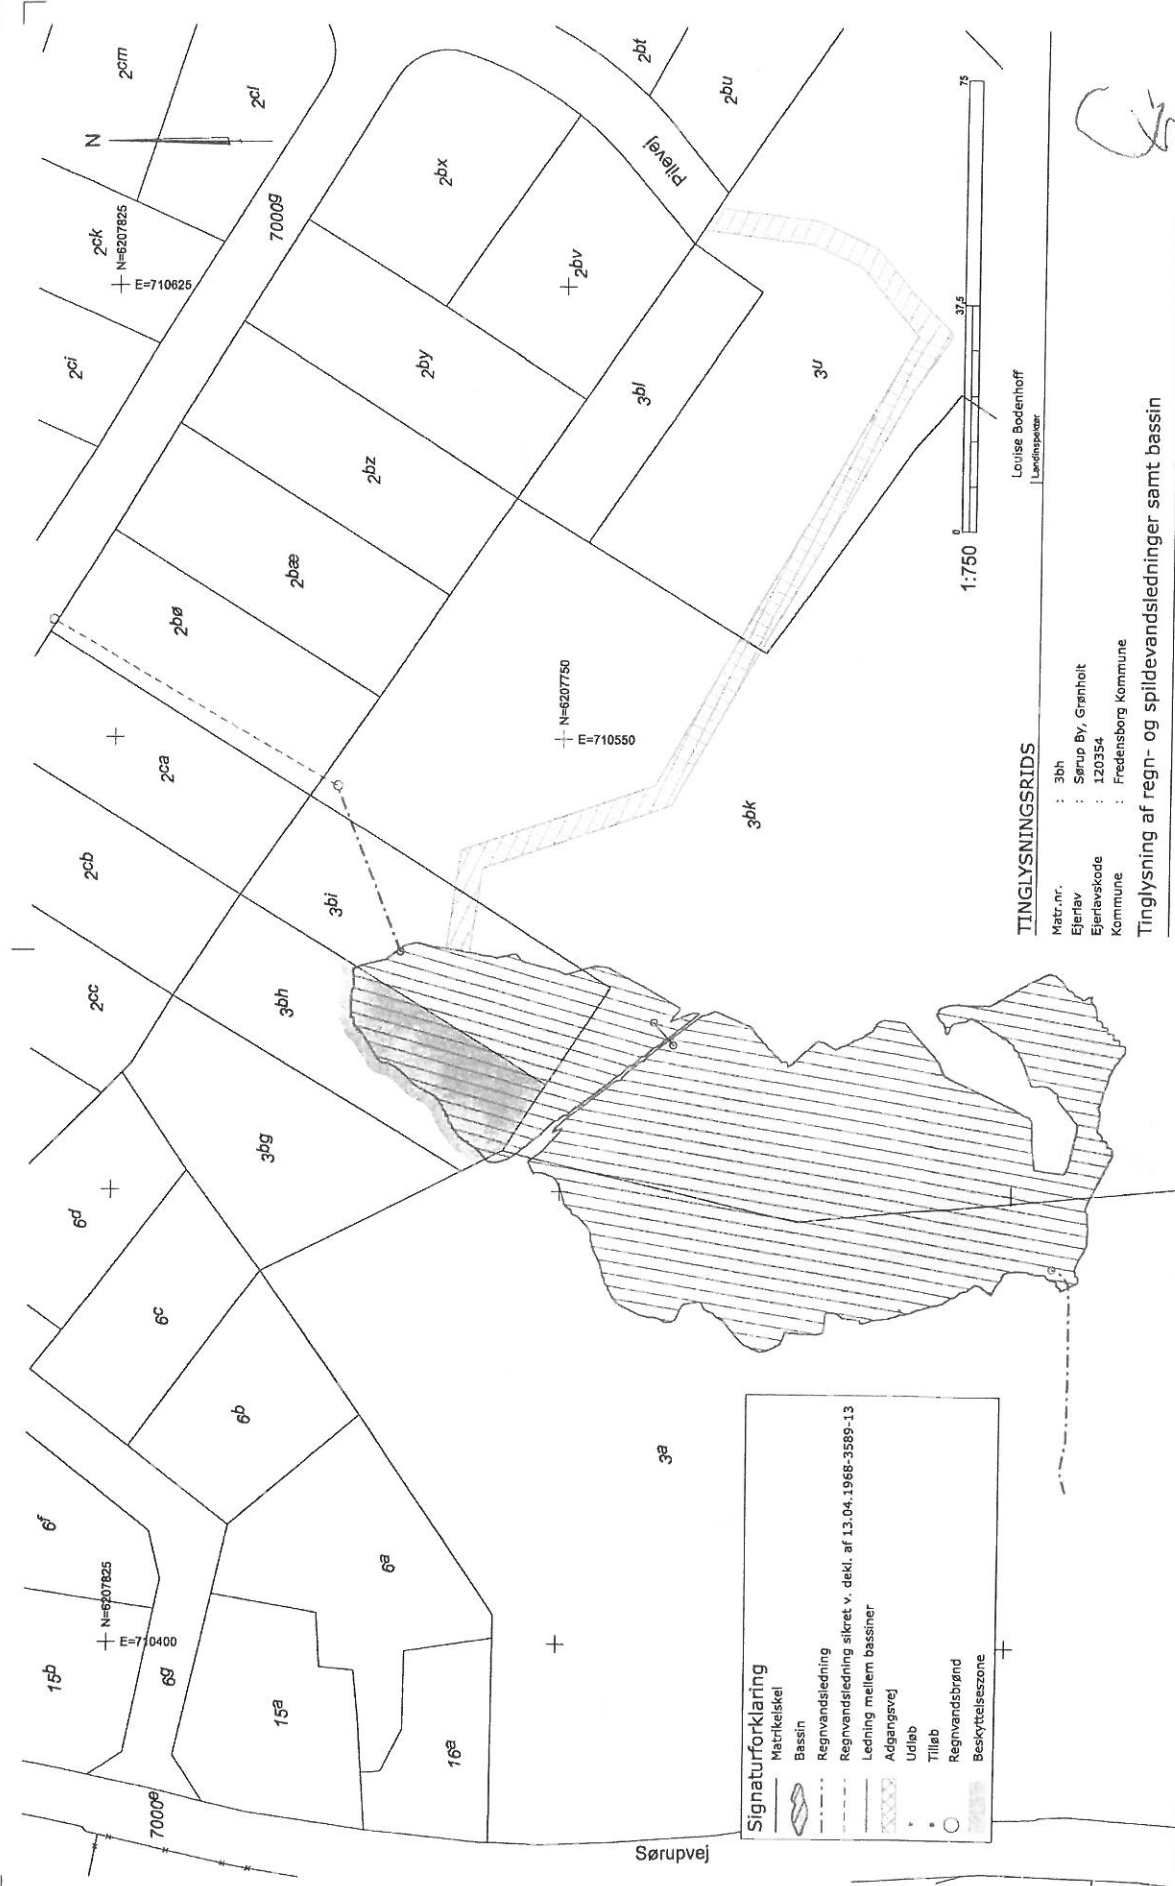 2cm
2cl
N
2ck
N=6207825
E=710625
2ci
7000g
2bx
2bt
2bu
Pilevej
2bv
2by
2bz
2bæ
2bø
3bl
3u
2ca
2cb
2cc
3bi
3bh
3bg
N=6207750
E=710550
3bk
6d
6c
6b
6f
6a
3a
15b
N=6207825
E=710400
6g
15a
16a
7000e
Sørupvej
1:750
0
37,5
75
Louise Bodenhoff
Landinspektør
TINGLYSNINGSRIDS
Matr.nr. : 3bh
Ejerlav : Sørup By, Grønholt
Ejerlavskode : 120354
Kommune : Fredensborg Kommune
Tinglysning af regn- og spildevandsledninger samt bassin
Signaturforklaring
Matrikelskel
Bassin
Regnvandsledning
Regnvandsledning sikret v. dekl. af 13.04.1968-3589-13
Ledning mellem bassiner
Adgangsvej
Udløb
Tilløb
Regnvandsbrønd
Beskyttelseszone